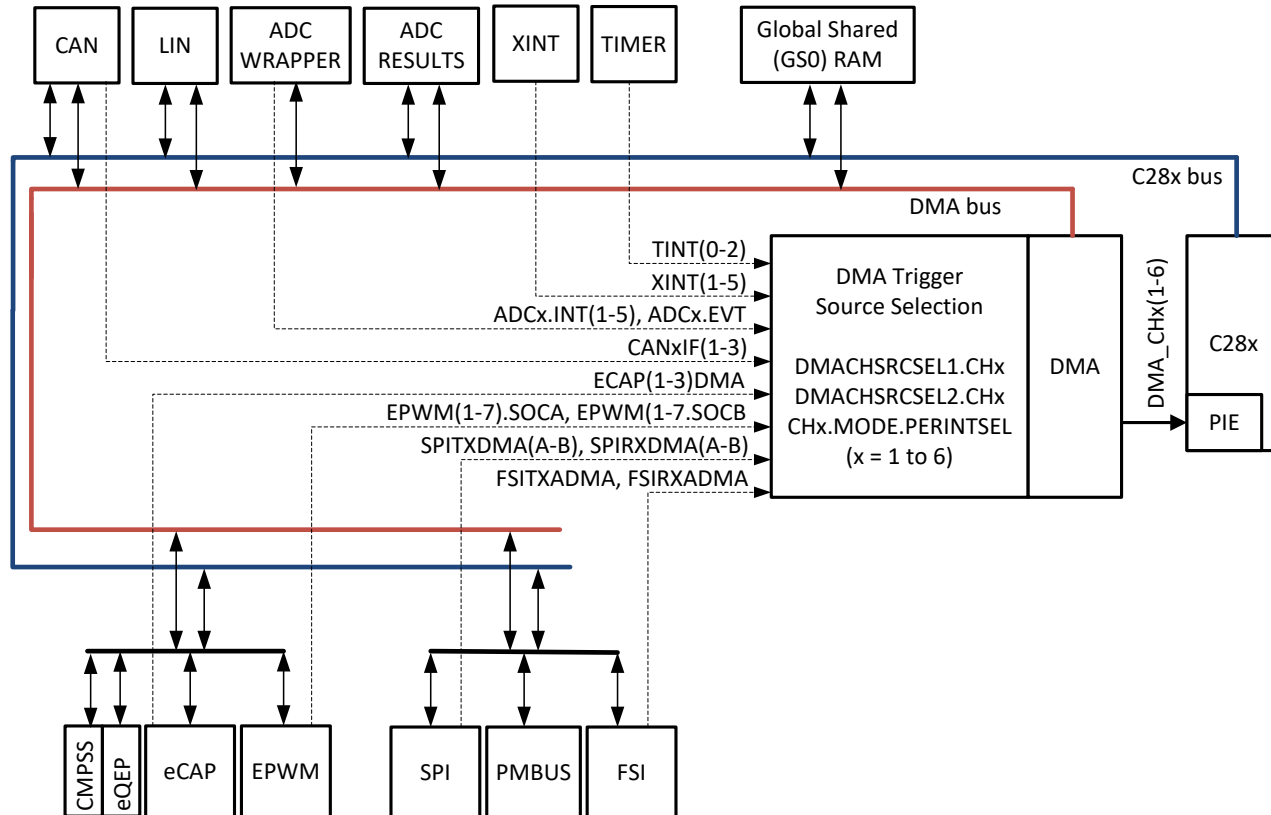 CAN
LIN
ADC
WRAPPER
ADC
RESULTS
XINT
TIMER
Global Shared
(GS0) RAM
C28x bus
DMA bus
TINT(0-2)
XINT(1-5)
ADCx.INT(1-5), ADCx.EVT
CANxIF(1-3)
ECAP(1-3)DMA
EPWM(1-7).SOCA, EPWM(1-7.SOCB
SPITXDMA(A-B), SPIRXDMA(A-B)
FSITXADMA, FSIRXADMA
DMA Trigger
Source Selection
DMACHSRCSEL1.CHx
DMACHSRCSEL2.CHx
CHx.MODE.PERINTSEL
(x = 1 to 6)
DMA
DMA_CHx(1-6)
C28x
PIE
CMPSS
eQEP
eCAP
EPWM
SPI
PMBUS
FSI